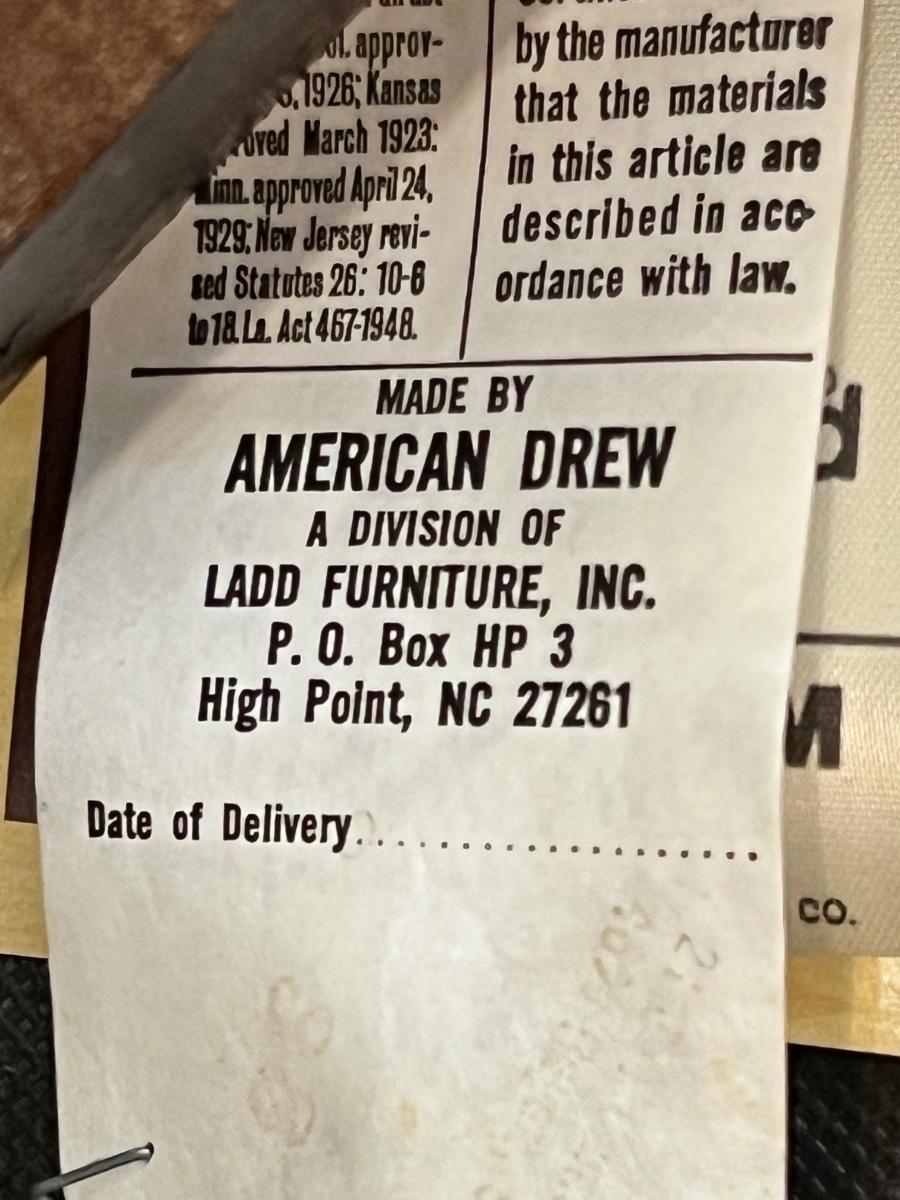 approv-
1926; Kansas
March 1923:
approved April 24,
1929; New Jersey revi-
sed Statutes 26: 10-6
to 18. La. Act 467-1948.
by the manufacturer
that the materials
in this article are
described in acc-
ordance with law.
MADE BY
AMERICAN DREW
A DIVISION OF
LADD FURNITURE, INC.
P. O. Box HP 3
High Point, NC 27261
Date of Delivery....................
d
M
CO.